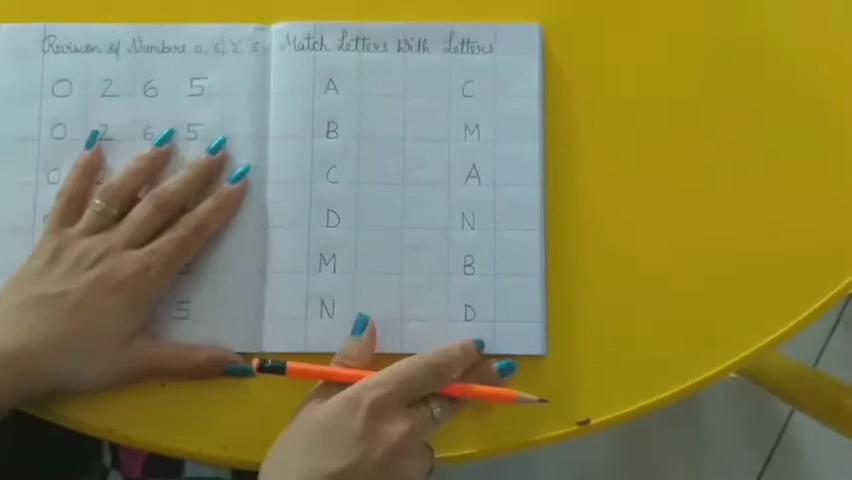 Revision of Numbers 0, 6, 2, 5
0 2 6 5
0 2 6 5
0
5
Match Letters With Letters
A C
B M
C A
D N
M B
N D